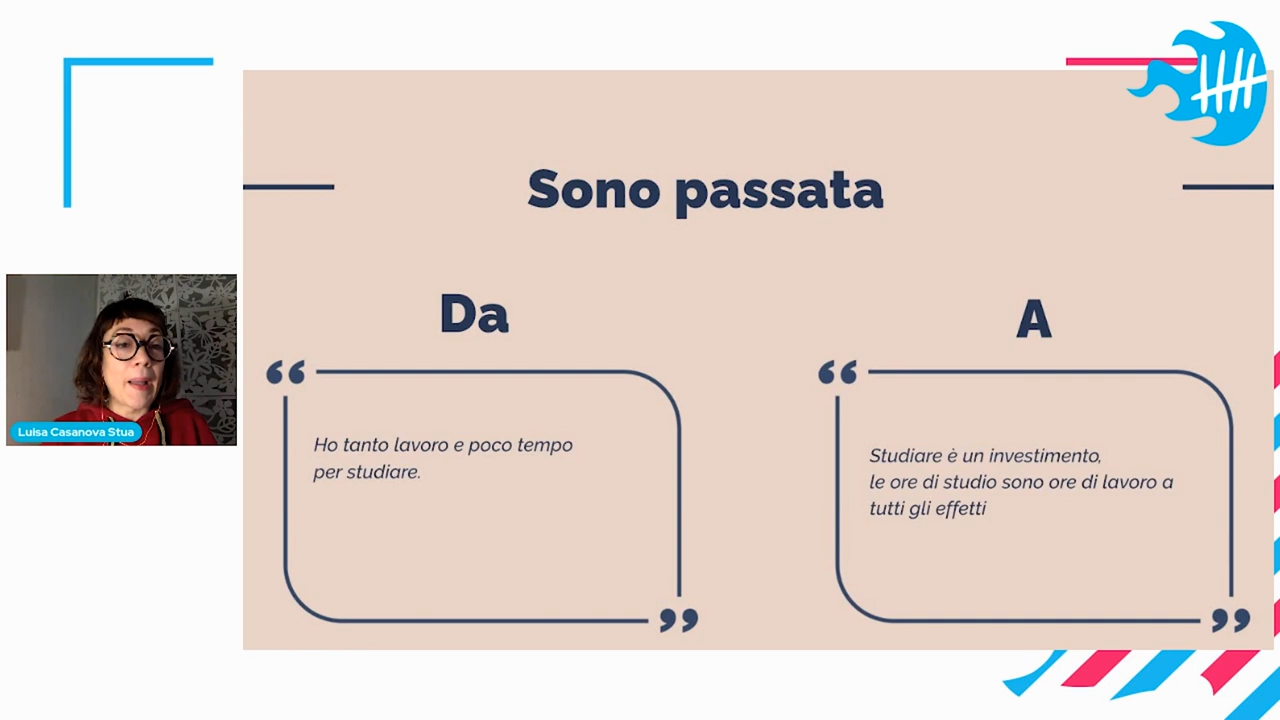 Sono passata
Da
A
“
Ho tanto lavoro e poco tempo
per studiare.
”
“
Studiare è un investimento,
le ore di studio sono ore di lavoro a
tutti gli effetti
”
Luisa Casanova Stua